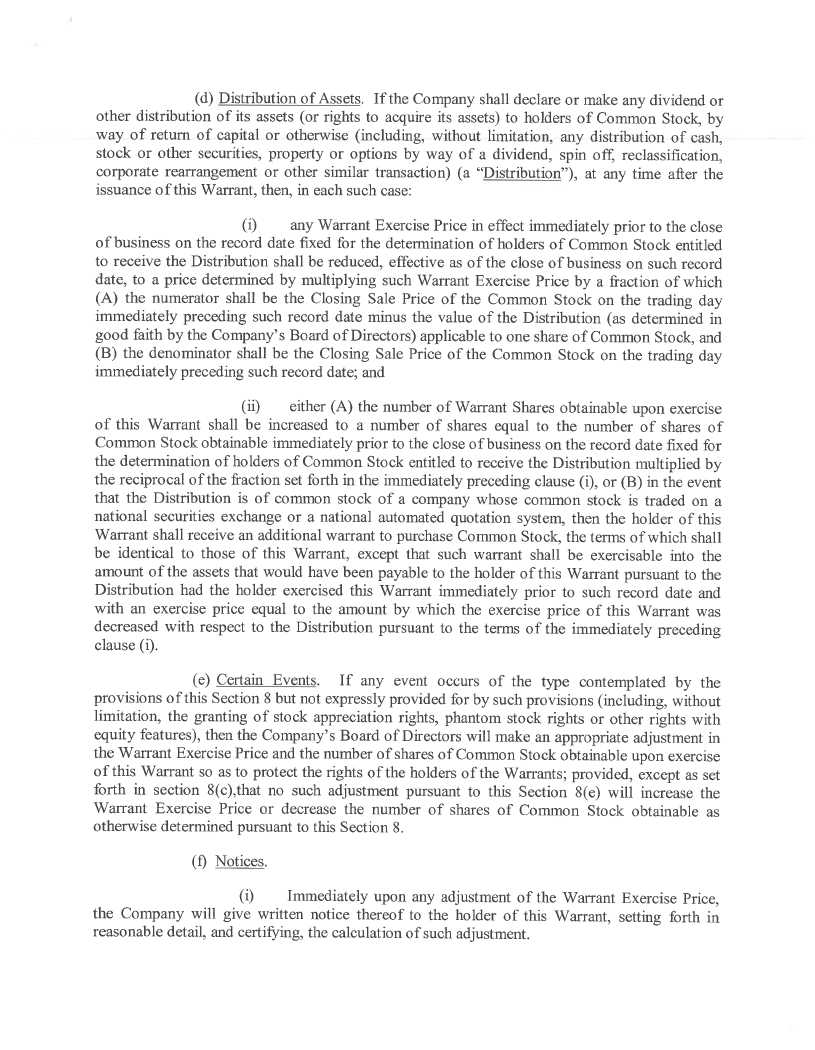 (d) Distribution of Assets. If the Company shall declare or make any dividend or
other distribution of its assets (or rights to acquire its assets) to holders of Common Stock, by
way of return of capital or otherwise (including, without limitation, any distribution of cash,
stock or other securities, property or options by way of a dividend, spin off, reclassification,
corporate rearrangement or other similar transaction) (a “Distribution”), at any time after the
issuance of this Warrant, then, in each such case:
(i) any Warrant Exercise Price in effect immediately prior to the close
of business on the record date fixed for the determination of holders of Common Stock entitled
to receive the Distribution shall be reduced, effective as of the close of business on such record
date, to a price determined by multiplying such Warrant Exercise Price by a fraction of which
(A) the numerator shall be the Closing Sale Price of the Common Stock on the trading day
immediately preceding such record date minus the value of the Distribution (as determined in
good faith by the Company’s Board of Directors) applicable to one share of Common Stock, and
(B) the denominator shall be the Closing Sale Price of the Common Stock on the trading day
immediately preceding such record date; and
(ii) either (A) the number of Warrant Shares obtainable upon exercise
of this Warrant shall be increased to a number of shares equal to the number of shares of
Common Stock obtainable immediately prior to the close of business on the record date fixed for
the determination of holders of Common Stock entitled to receive the Distribution multiplied by
the reciprocal of the fraction set forth in the immediately preceding clause (i), or (B) in the event
that the Distribution is of common stock of a company whose common stock is traded on a
national securities exchange or a national automated quotation system, then the holder of this
Warrant shall receive an additional warrant to purchase Common Stock, the terms of which shall
be identical to those of this Warrant, except that such warrant shall be exercisable into the
amount of the assets that would have been payable to the holder of this Warrant pursuant to the
Distribution had the holder exercised this Warrant immediately prior to such record date and
with an exercise price equal to the amount by which the exercise price of this Warrant was
decreased with respect to the Distribution pursuant to the terms of the immediately preceding
clause (i).
(e) Certain Events. If any event occurs of the type contemplated by the
provisions of this Section 8 but not expressly provided for by such provisions (including, without
limitation, the granting of stock appreciation rights, phantom stock rights or other rights with
equity features), then the Company’s Board of Directors will make an appropriate adjustment in
the Warrant Exercise Price and the number of shares of Common Stock obtainable upon exercise
of this Warrant so as to protect the rights of the holders of the Warrants; provided, except as set
forth in section 8(c),that no such adjustment pursuant to this Section 8(e) will increase the
Warrant Exercise Price or decrease the number of shares of Common Stock obtainable as
otherwise determined pursuant to this Section 8.
(f) Notices.
(i) Immediately upon any adjustment of the Warrant Exercise Price,
the Company will give written notice thereof to the holder of this Warrant, setting forth in
reasonable detail, and certifying, the calculation of such adjustment.